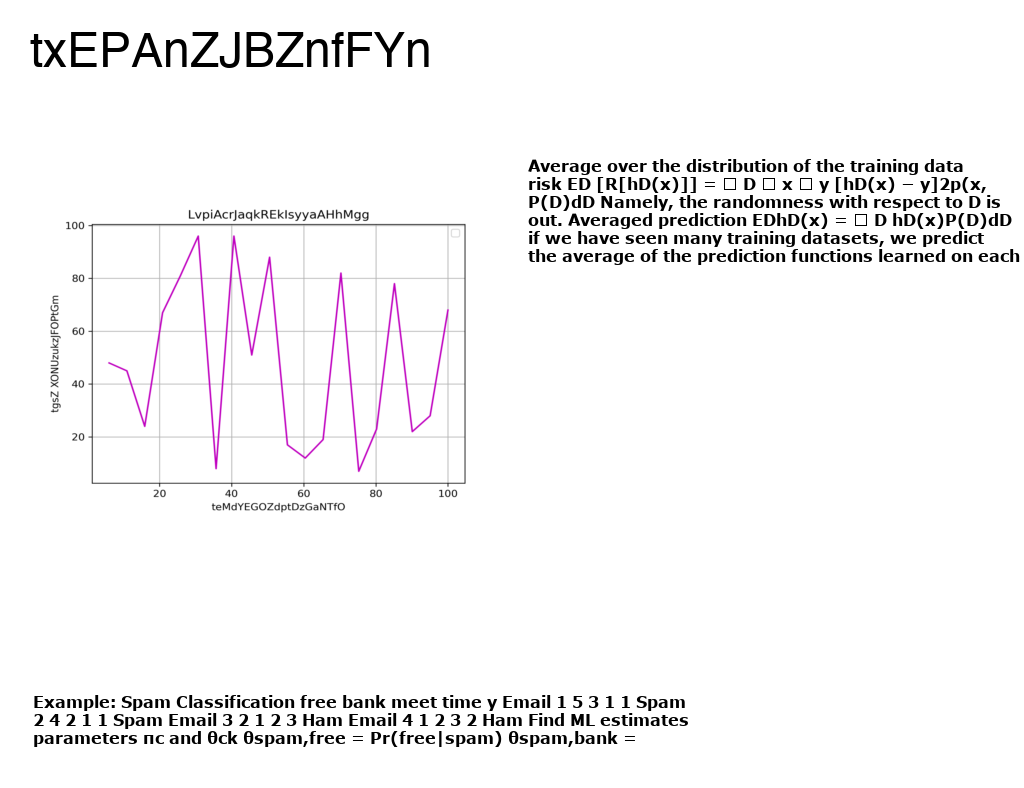 txEPAnZJBZnfFYn
Average over the distribution of the training data
risk ED [R[hD(x)]] = □ D □ x □ y [hD(x) − y]2p(x,
P(D)dD Namely, the randomness with respect to D is
out. Averaged prediction EDhD(x) = □ D hD(x)P(D)dD
if we have seen many training datasets, we predict
the average of the prediction functions learned on each
LvpiAcrJaqkREklsyyaAHhMgg
tgsZ XONUzukzJFOPtGm
100
80
60
40
20
20 40 60 80 100
teMdYEGOZdptDzGaNTfO
Example: Spam Classification free bank meet time y Email 1 5 3 1 1 Spam
2 4 2 1 1 Spam Email 3 2 1 2 3 Ham Email 4 1 2 3 2 Ham Find ML estimates
parameters πc and θck θspam,free = Pr(free|spam) θspam,bank =